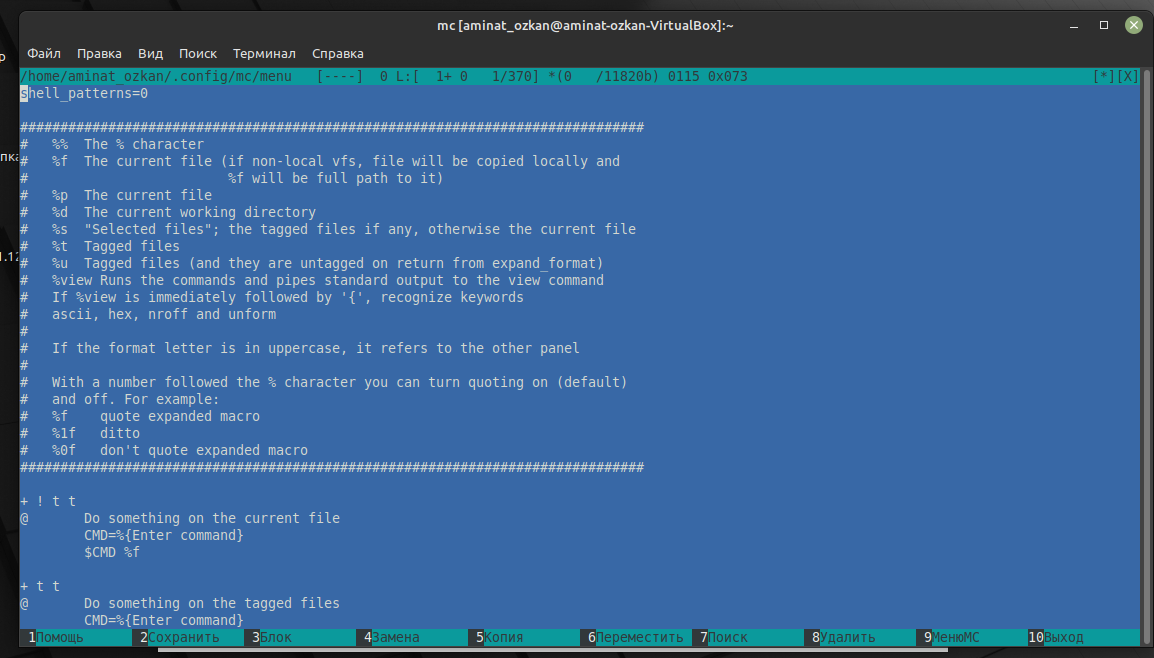 mc [aminat_ozkan@aminat-ozkan-VirtualBox]:~
Файл Правка Вид Поиск Терминал Справка
/home/aminat_ozkan/.config/mc/menu [----] 0 L:[ 1+ 0 1/370] *(0 /11820b) 0115 0x073 [*][X]
shell_patterns=0
##############################################################################
# %% The % character
# %f The current file (if non-local vfs, file will be copied locally and
# %f will be full path to it)
# %p The current file
# %d The current working directory
# %s "Selected files"; the tagged files if any, otherwise the current file
# %t Tagged files
# %u Tagged files (and they are untagged on return from expand_format)
# %view Runs the commands and pipes standard output to the view command
# If %view is immediately followed by '{', recognize keywords
# ascii, hex, nroff and unform
#
# If the format letter is in uppercase, it refers to the other panel
#
# With a number followed the % character you can turn quoting on (default)
# and off. For example:
# %f quote expanded macro
# %1f ditto
# %0f don't quote expanded macro
##############################################################################
+ ! t t
@ Do something on the current file
CMD=%{Enter command}
$CMD %f
+ t t
@ Do something on the tagged files
CMD=%{Enter command}
1Помощь 2Сохранить 3Блок 4Замена 5Копия 6Переместить 7Поиск 8Удалить 9МенюМС 10Выход